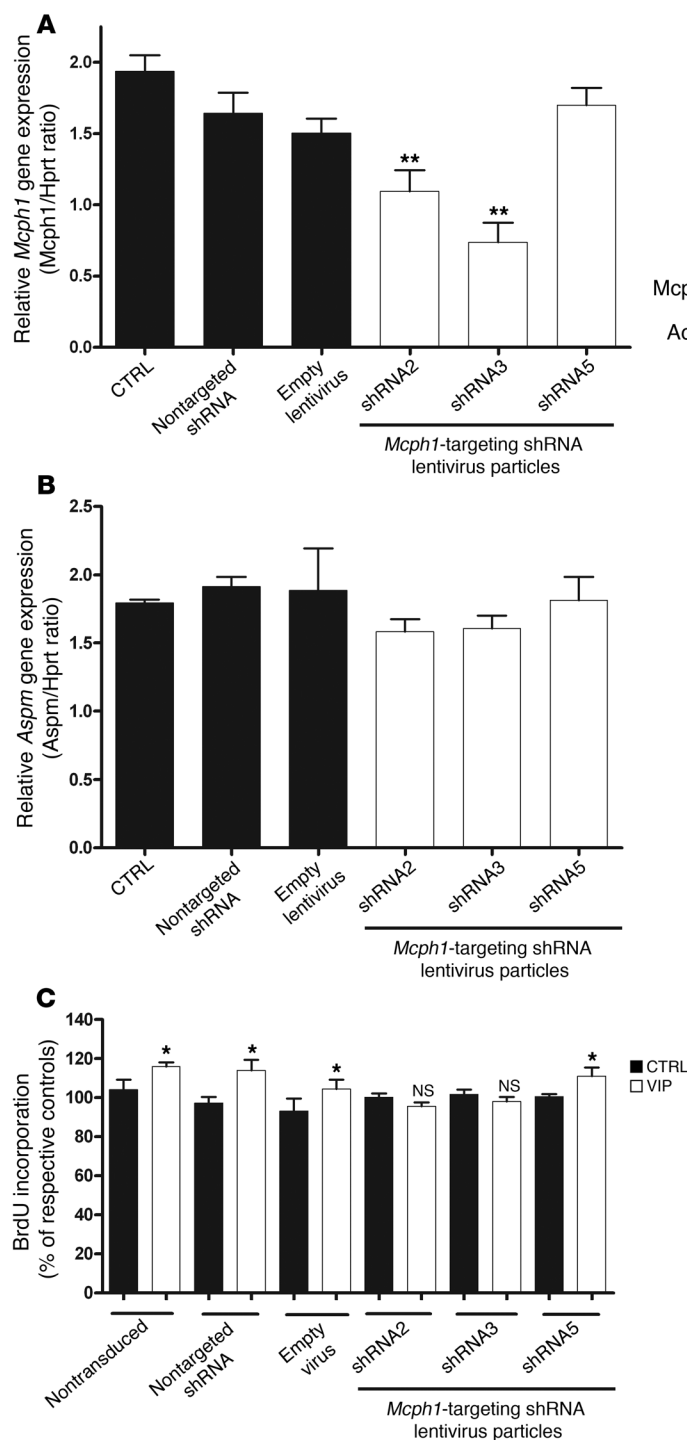 A
Relative Mcph1 gene expression
(Mcph1/Hprt ratio)
2.0
1.5
1.0
0.5
0.0
**
**
CTRL
Nontargeted
shRNA
Empty
lentivirus
shRNA2
shRNA3
shRNA5
Mcph1-targeting shRNA
lentivirus particles
Mcp
Ac
B
Relative Aspm gene expression
(Aspm/Hprt ratio)
2.5
2.0
1.5
1.0
0.5
0.0
CTRL
Nontargeted
shRNA
Empty
lentivirus
shRNA2
shRNA3
shRNA5
Mcph1-targeting shRNA
lentivirus particles
C
BrdU incorporation
(% of respective controls)
140
120
100
80
60
40
20
0
*
*
*
NS
NS
*
CTRL
VIP
Nontransduced
Nontargeted
shRNA
Empty
virus
shRNA2
shRNA3
shRNA5
Mcph1-targeting shRNA
lentivirus particles